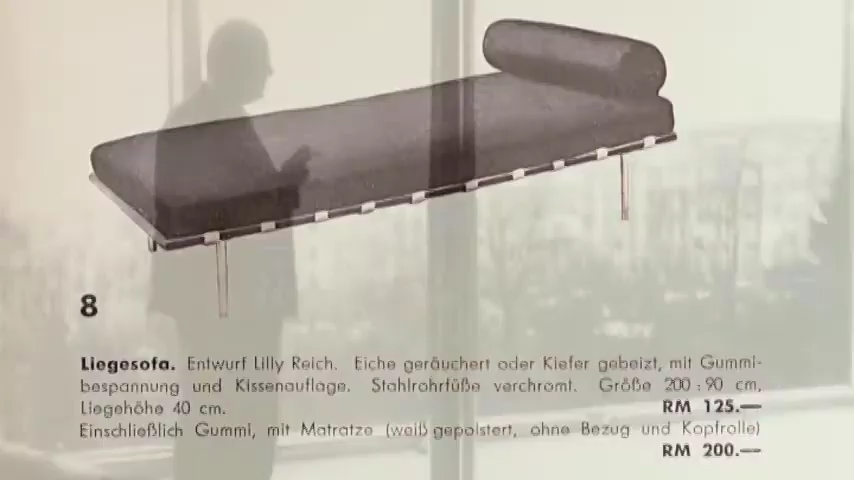 8
Liegesofa. Entwurf Lilly Reich. Eiche geräuchert oder Kiefer gebeizt, mit Gummi-
bespannung und Kissenauflage. Stahlrohrfüße verchromt. Größe 200 : 90 cm,
Liegehöhe 40 cm. RM 125.—
Einschließlich Gummi, mit Matratze (weiß gepolstert, ohne Bezug und Kopfrolle)
RM 200.—